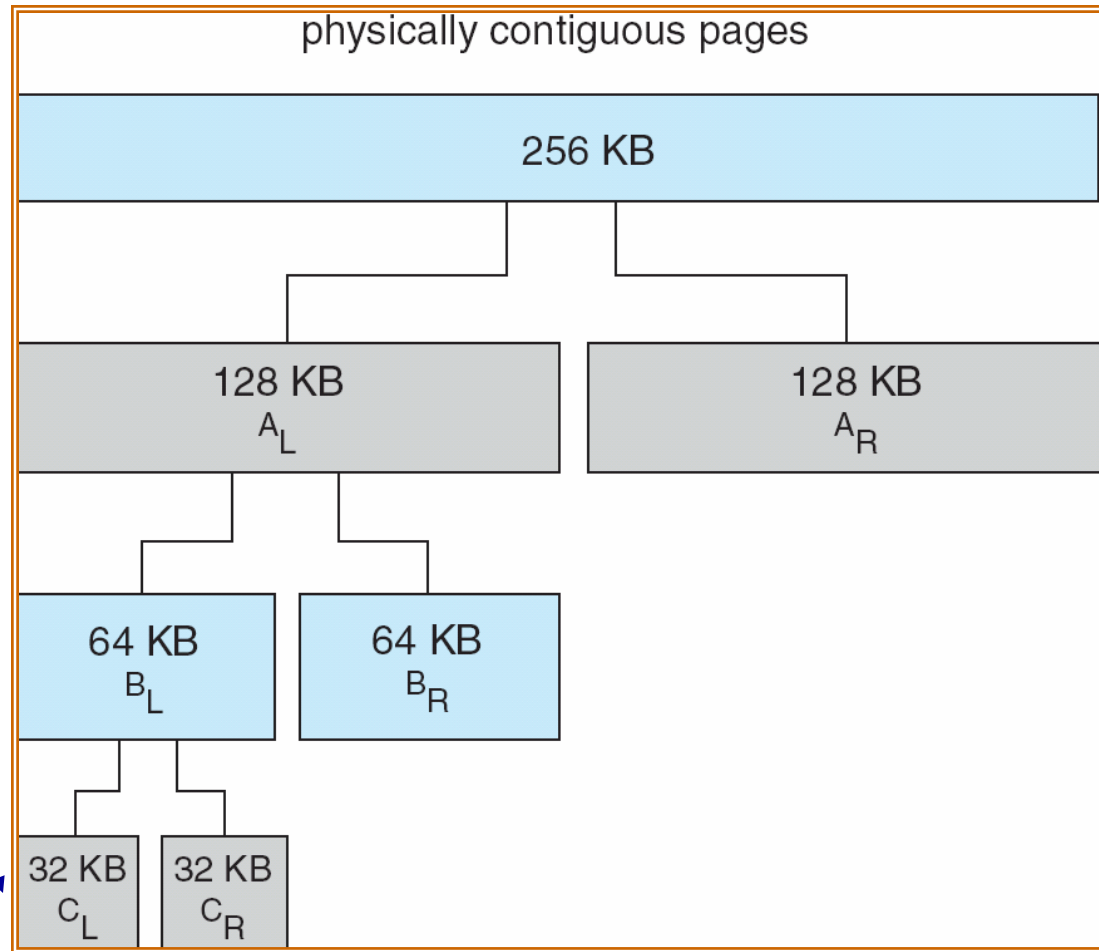 physically contiguous pages
256 KB
128 KB
AL
128 KB
AR
64 KB
BL
64 KB
BR
32 KB
CL
32 KB
CR